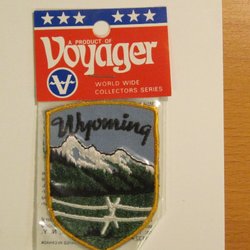 A PRODUCT OF
Voyager
V
WORLD WIDE
COLLECTORS SERIES
Wyoming